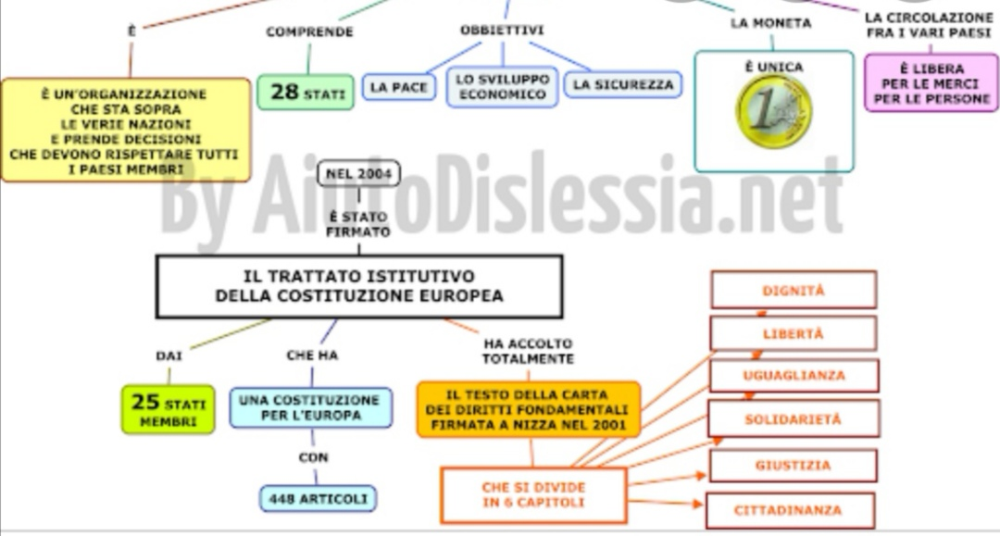 È
COMPRENDE
OBBIETTIVI
LA MONETA
LA CIRCOLAZIONE
FRA I VARI PAESI
È UN'ORGANIZZAZIONE
CHE STA SOPRA
LE VERIE NAZIONI
E PRENDE DECISIONI
CHE DEVONO RISPETTARE TUTTI
I PAESI MEMBRI
28 STATI
LA PACE
LO SVILUPPO
ECONOMICO
LA SICUREZZA
È UNICA
1
È LIBERA
PER LE MERCI
PER LE PERSONE
By AiutoDislessia.net
NEL 2004
È STATO
FIRMATO
IL TRATTATO ISTITUTIVO
DELLA COSTITUZIONE EUROPEA
DAI
25 STATI
MEMBRI
CHE HA
UNA COSTITUZIONE
PER L'EUROPA
CON
448 ARTICOLI
HA ACCOLTO
TOTALMENTE
IL TESTO DELLA CARTA
DEI DIRITTI FONDAMENTALI
FIRMATA A NIZZA NEL 2001
CHE SI DIVIDE
IN 6 CAPITOLI
DIGNITÀ
LIBERTÀ
UGUAGLIANZA
SOLIDARIETÀ
GIUSTIZIA
CITTADINANZA